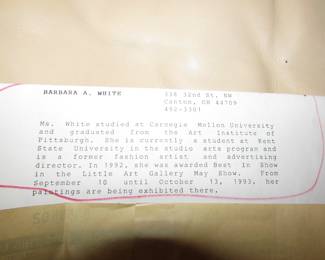 BARBARA A. WHITE
338 32nd St. NW
Canton, OH 44709
492-3301
Ms. White studied at Carnegie Mellon University
and graduated from the Art Institute of
Pittsburgh. She is currently a student at Kent
State University in the studio arts program and
is a former fashion artist and advertising
director. In 1992, she was awarded Best in Show
in the Little Art Gallery May Show. From
September 10 until October 13, 1993, her
paintings are being exhibited there.